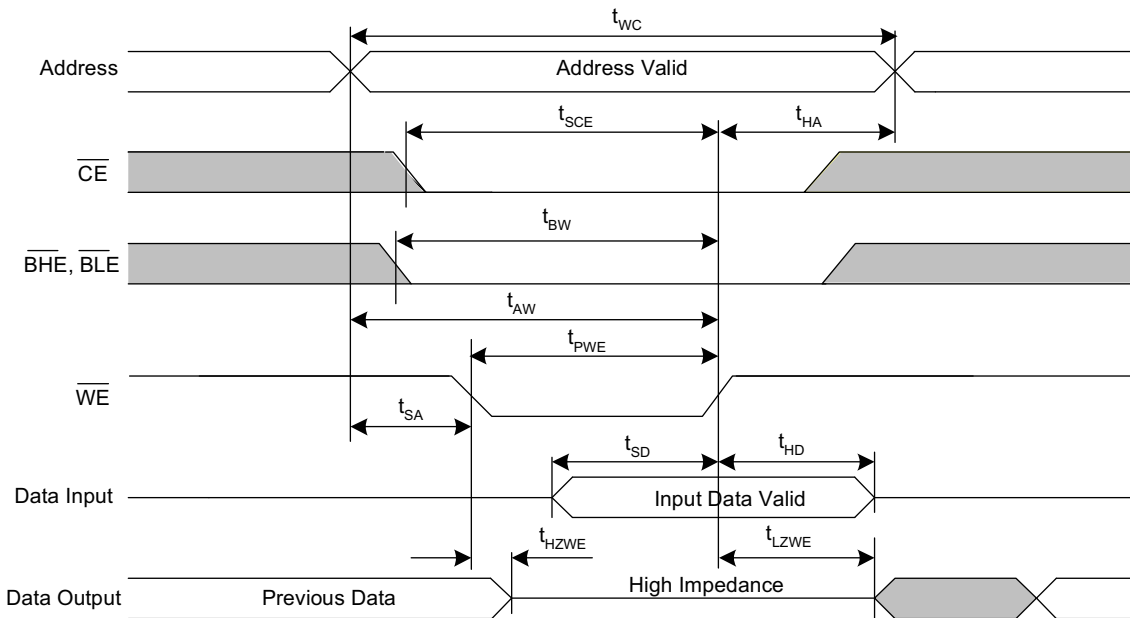 tWC
Address
Address Valid
tSCE
tHA
CE
tBW
BHE, BLE
tAW
tPWE
WE
tSA
tSD
tHD
Data Input
Input Data Valid
tHZWE
tLZWE
Data Output
Previous Data
High Impedance